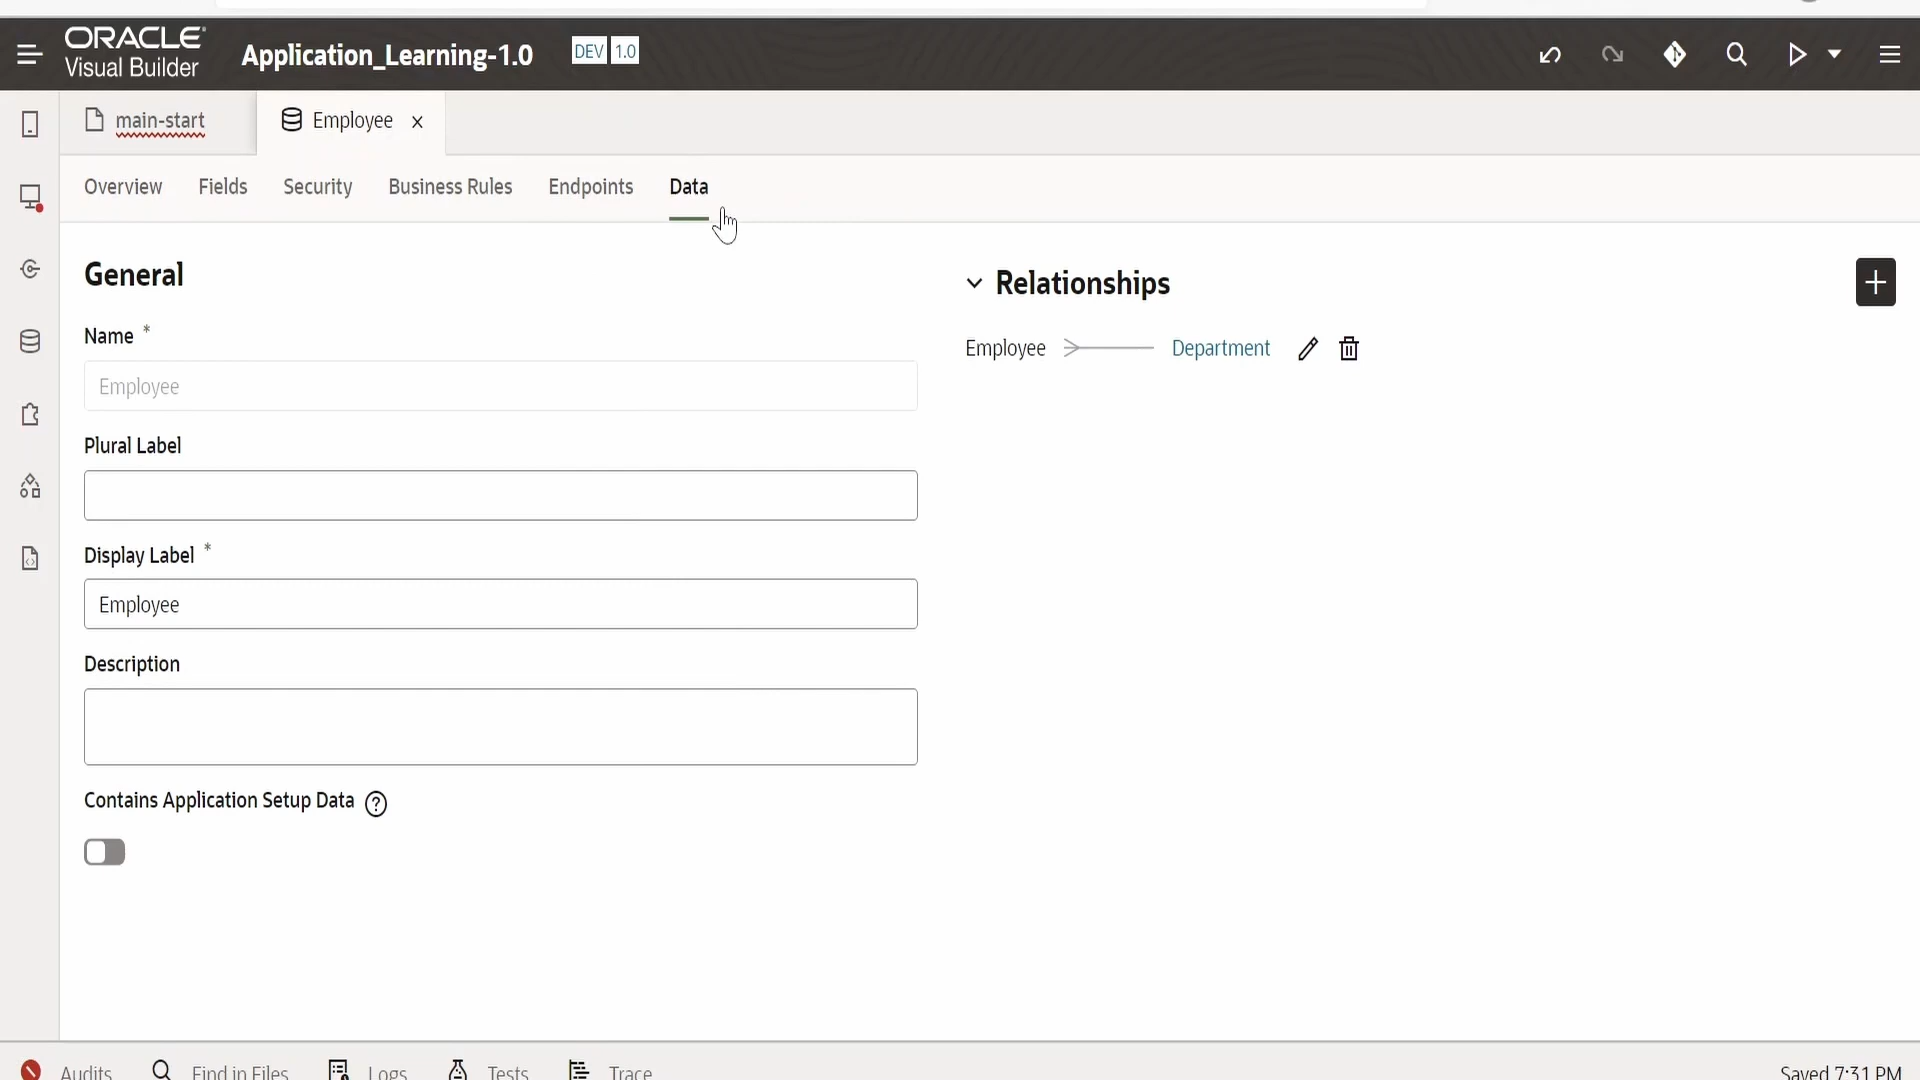 ORACLE
Visual Builder
Application_Learning-1.0
DEV 1.0
main-start
Employee
Overview
Fields
Security
Business Rules
Endpoints
Data
General
Name *
Employee
Plural Label
Display Label *
Employee
Description
Contains Application Setup Data
Relationships
Employee
Department
Audits
Find in Files
Logs
Tests
Trace
Saved 7:31 PM